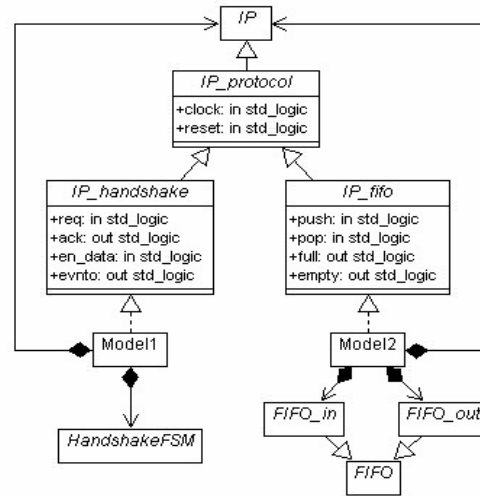 IP
IP_protocol
+clock: in std_logic
+reset: in std_logic
IP_handshake
+req: in std_logic
+ack: out std_logic
+en_data: in std_logic
+evnto: out std_logic
IP_fifo
+push: in std_logic
+pop: in std_logic
+full: out std_logic
+empty: out std_logic
Model1
Model2
HandshakeFSM
FIFO_in
FIFO_out
FIFO